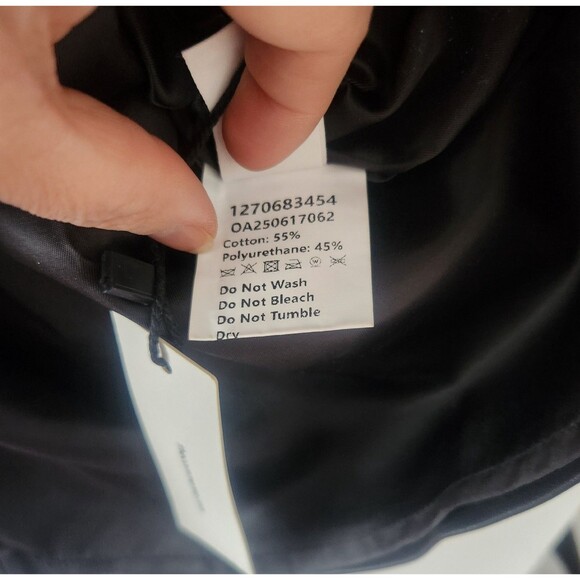 1270683454
OA250617062
Cotton: 55%
Polyurethane: 45%
W
Do Not Wash
Do Not Bleach
Do Not Tumble
Dry